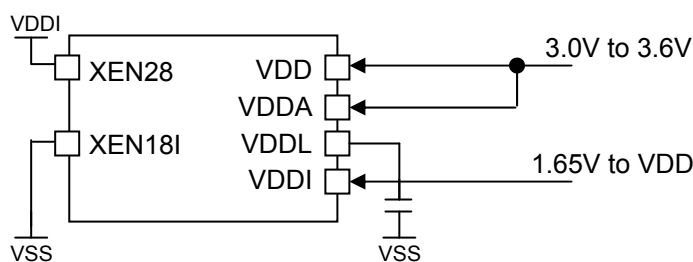 VDDI
XEN28
VDD
3.0V to 3.6V
VDDA
XEN18I
VDDL
VDDI
1.65V to VDD
VSS
VSS